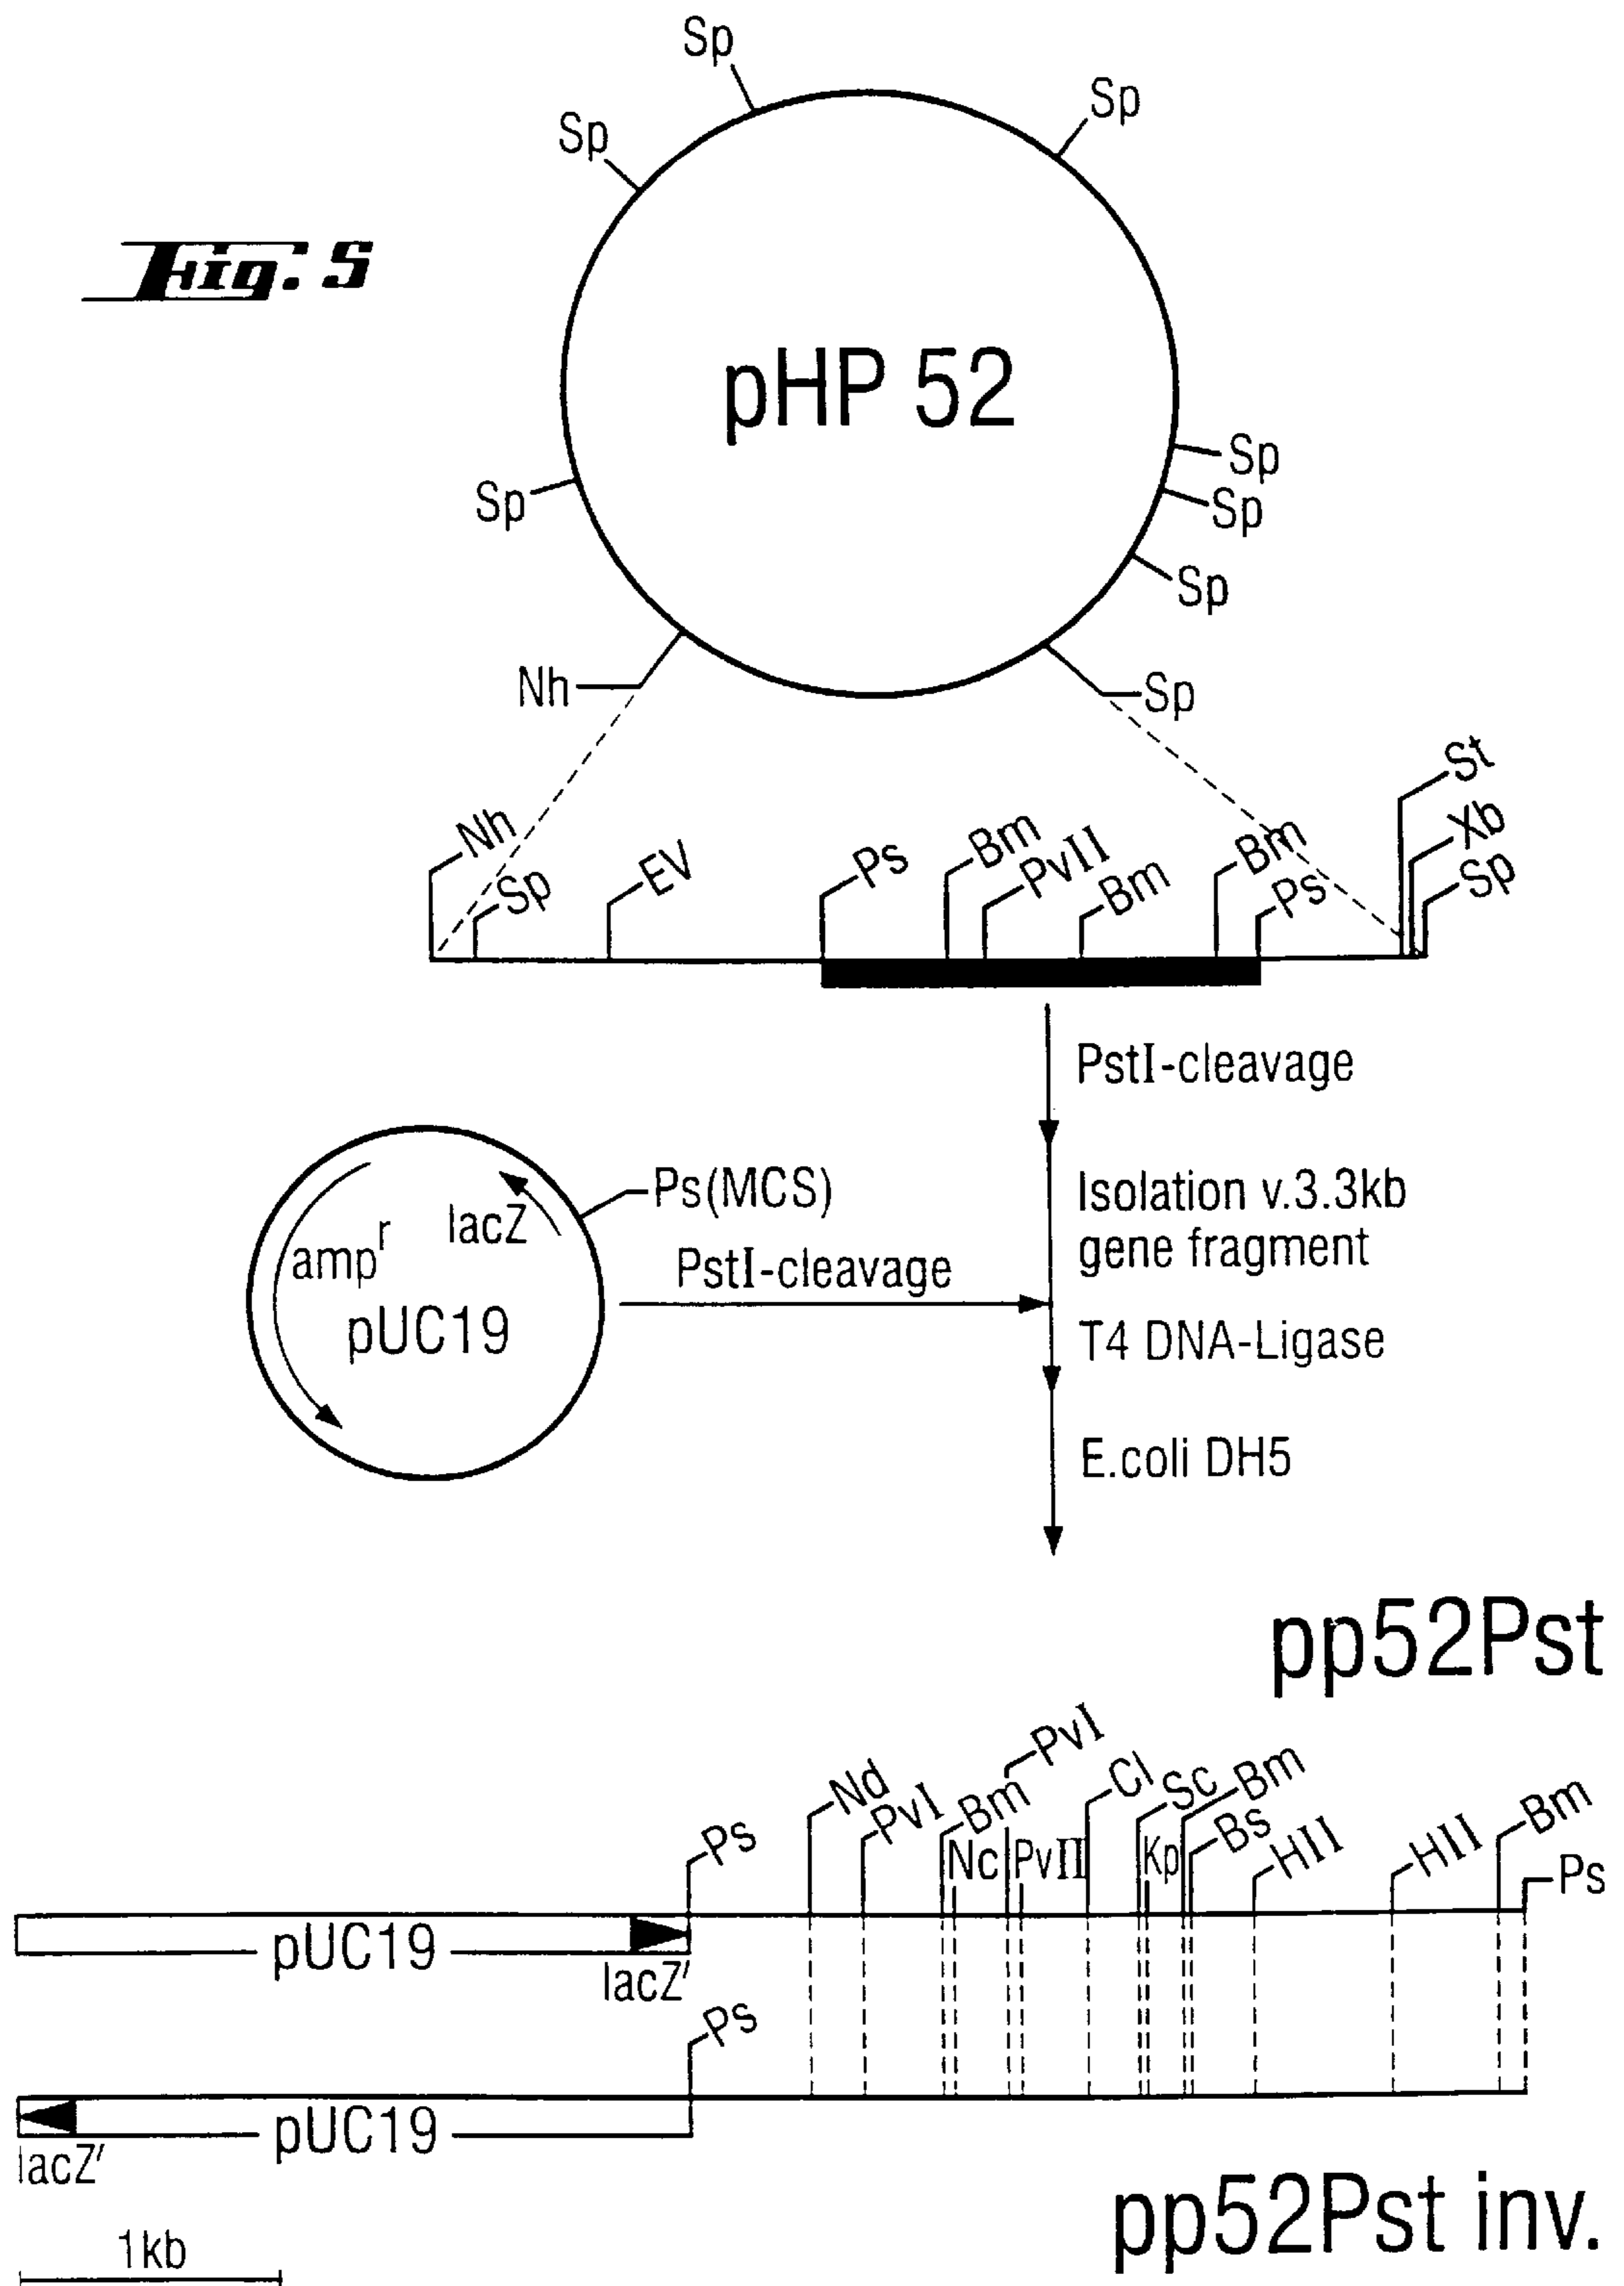 Sp
Sp
Sp
Fig. 5
pHP 52
Sp
Sp
Sp
Sp
Nh
Sp
St
Nh
Sp
EV
Ps
Bm
PvII
Bm
Bm
Ps
Xb
Sp
PstI-cleavage
Ps(MCS)
lacZ
amp^r
pUC19
PstI-cleavage
Isolation v.3.3kb
gene fragment
T4 DNA-Ligase
E.coli DH5
pp52Pst
Ps
Nd
PvI
Bm
Nc
PvI
PvII
Cl
Sc
Kp
Bm
Bs
HII
HII
Bm
Ps
pUC19
lacZ'
Ps
pUC19
lacZ'
pp52Pst inv.
1kb